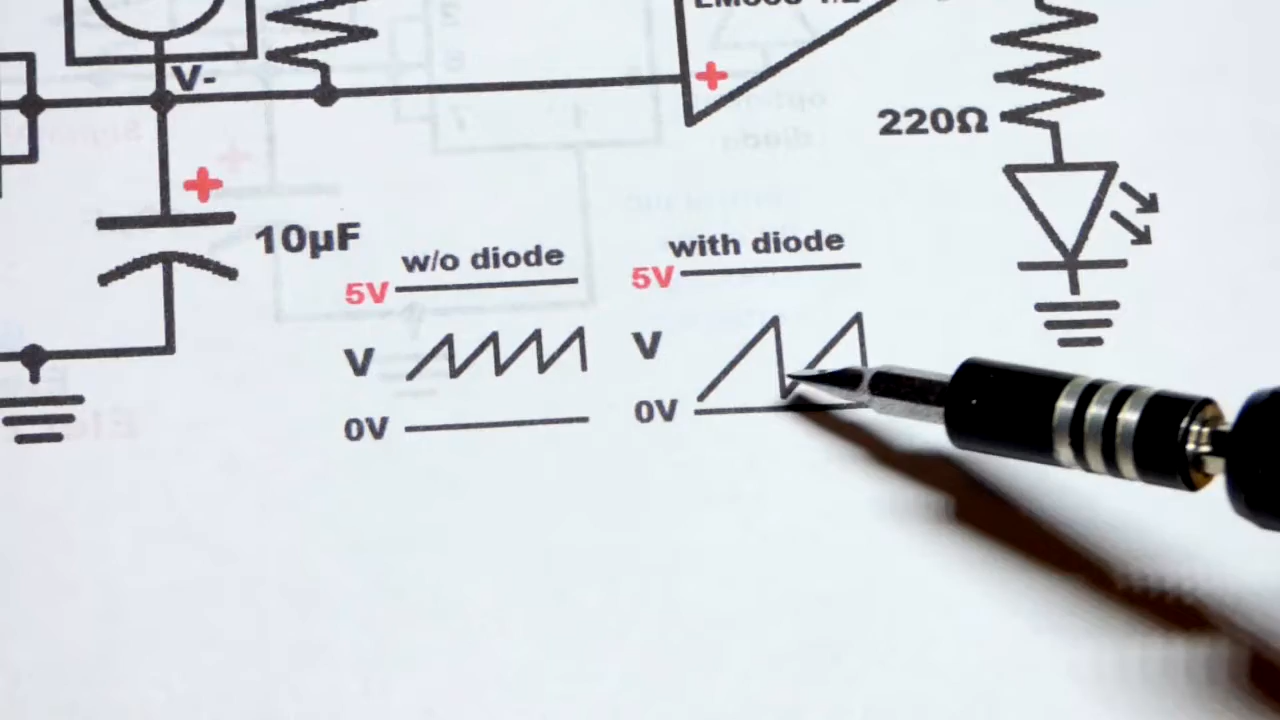 V-
+
+
220Ω
10µF
w/o diode
5V
V
0V
with diode
5V
V
0V